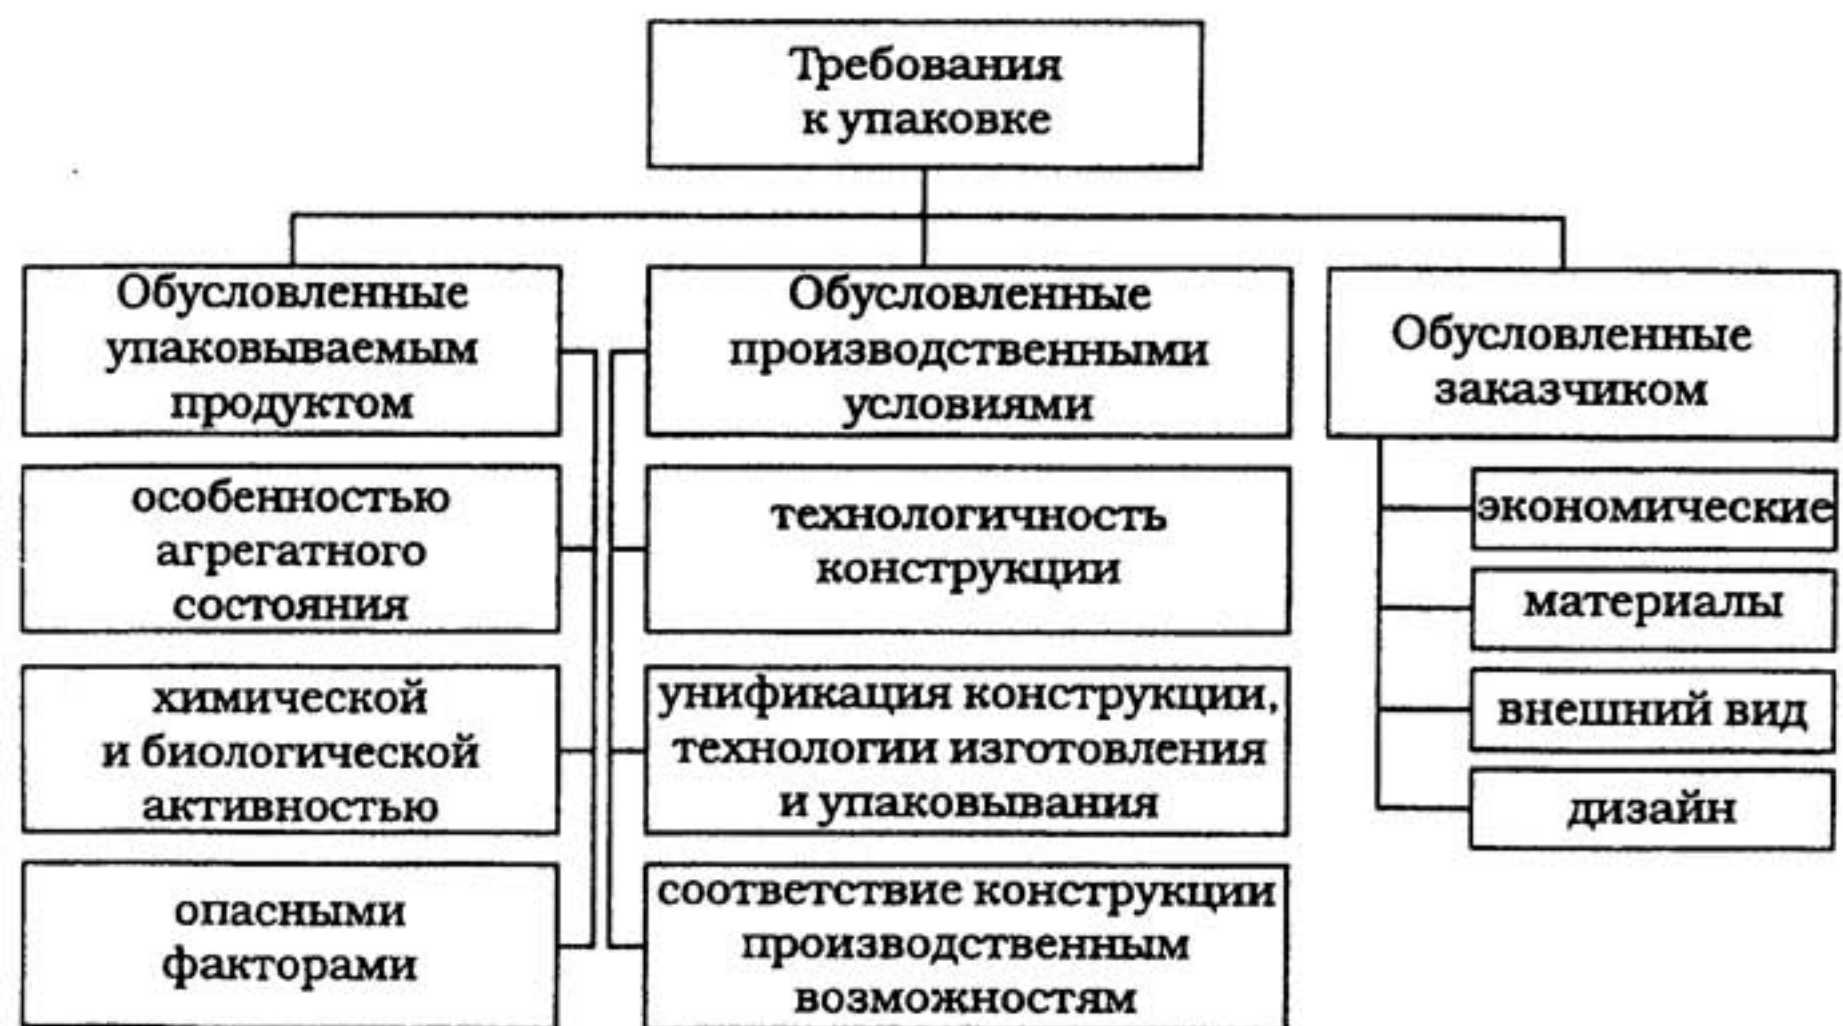 Требования
к упаковке
Обусловленные
упаковываемым
продуктом
особенностью
агрегатного
состояния
химической
и биологической
активностью
опасными
факторами
Обусловленные
производственными
условиями
технологичность
конструкции
унификация конструкции,
технологии изготовления
и упаковывания
соответствие конструкции
производственным
возможностям
Обусловленные
заказчиком
экономические
материалы
внешний вид
дизайн